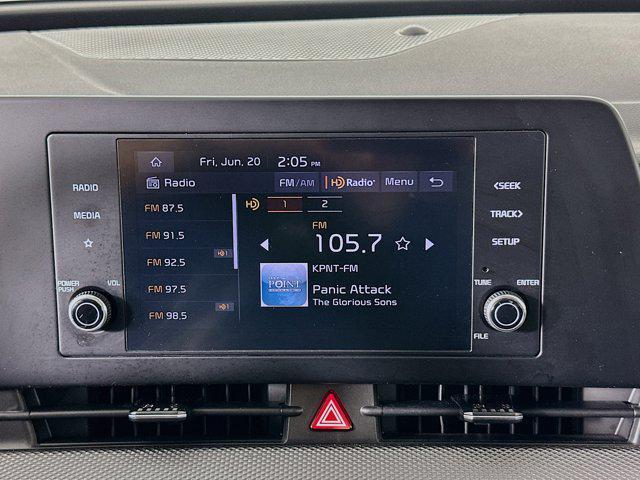 Fri, Jun, 20 2:05 PM
Radio FM/AM HD Radio Menu
RADIO
MEDIA
POWER PUSH VOL
FM 87.5
FM 91.5
HD1
FM 92.5
FM 97.5
HD1
FM 98.5
HD 1 2
FM
105.7
KPNT-FM
POINT
Panic Attack
The Glorious Sons
<SEEK
TRACK>
SETUP
TUNE ENTER
FILE